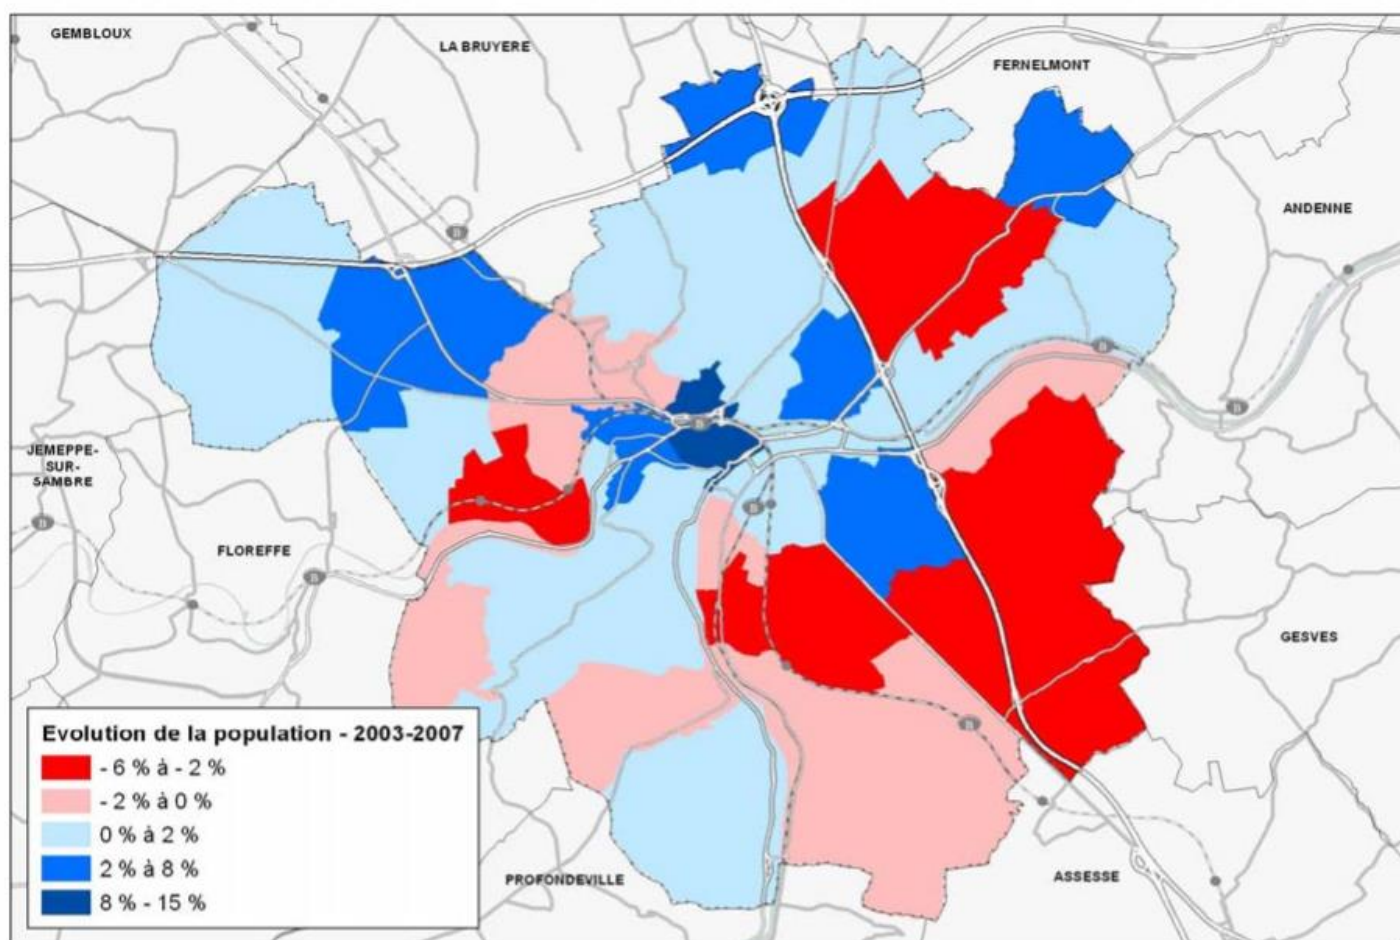 GEMBLOUX
LA BRUYERE
FERNELMONT
ANDENNE
JEMEPPE-
SUR-
SAMBRE
FLOREFFE
GESVES
PROFONDEVILLE
ASSESSE
Evolution de la population - 2003-2007
- 6 % à - 2 %
- 2 % à 0 %
0 % à 2 %
2 % à 8 %
8 % - 15 %
B
B
B
B
B
B
B
B